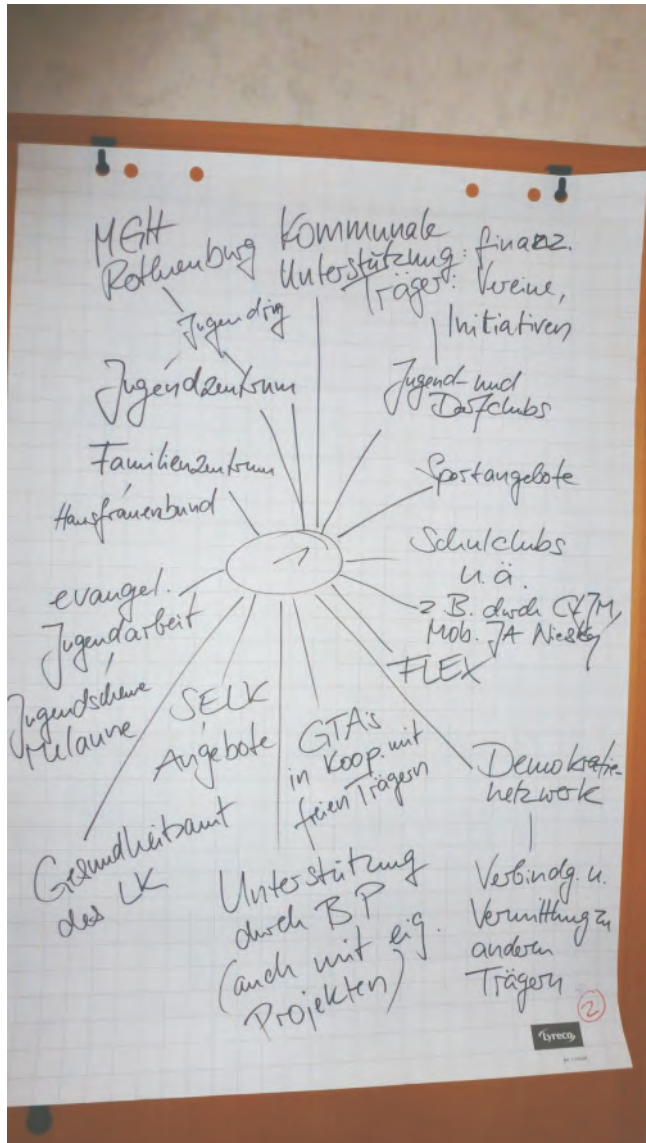 MGH
Rothenburg
Jugendring
Jugendzentrum
Familienzentrum
Hausfrauenbund
evangel.
Jugendarbeit
Jugendscheune
Melaune
Gesundheitsamt
des LK
SELK
Angebote
Unterstützung
durch BP
(auch mit eig.
Projekten)
GTA's
in Koop. mit
freien Trägern
Kommunale
Unterstützung: finanz.
Träger: Vereine,
Initiativen
Jugend- und
Dorfclubs
Sportangebote
Schulclubs
u. ä.
z. B. durch CVJM,
Mob. JA Niesky
FLEX
Demokratie-
netzwerk
Verbindg. u.
Vermittlung zu
anderen
Trägern
2
Lyreco